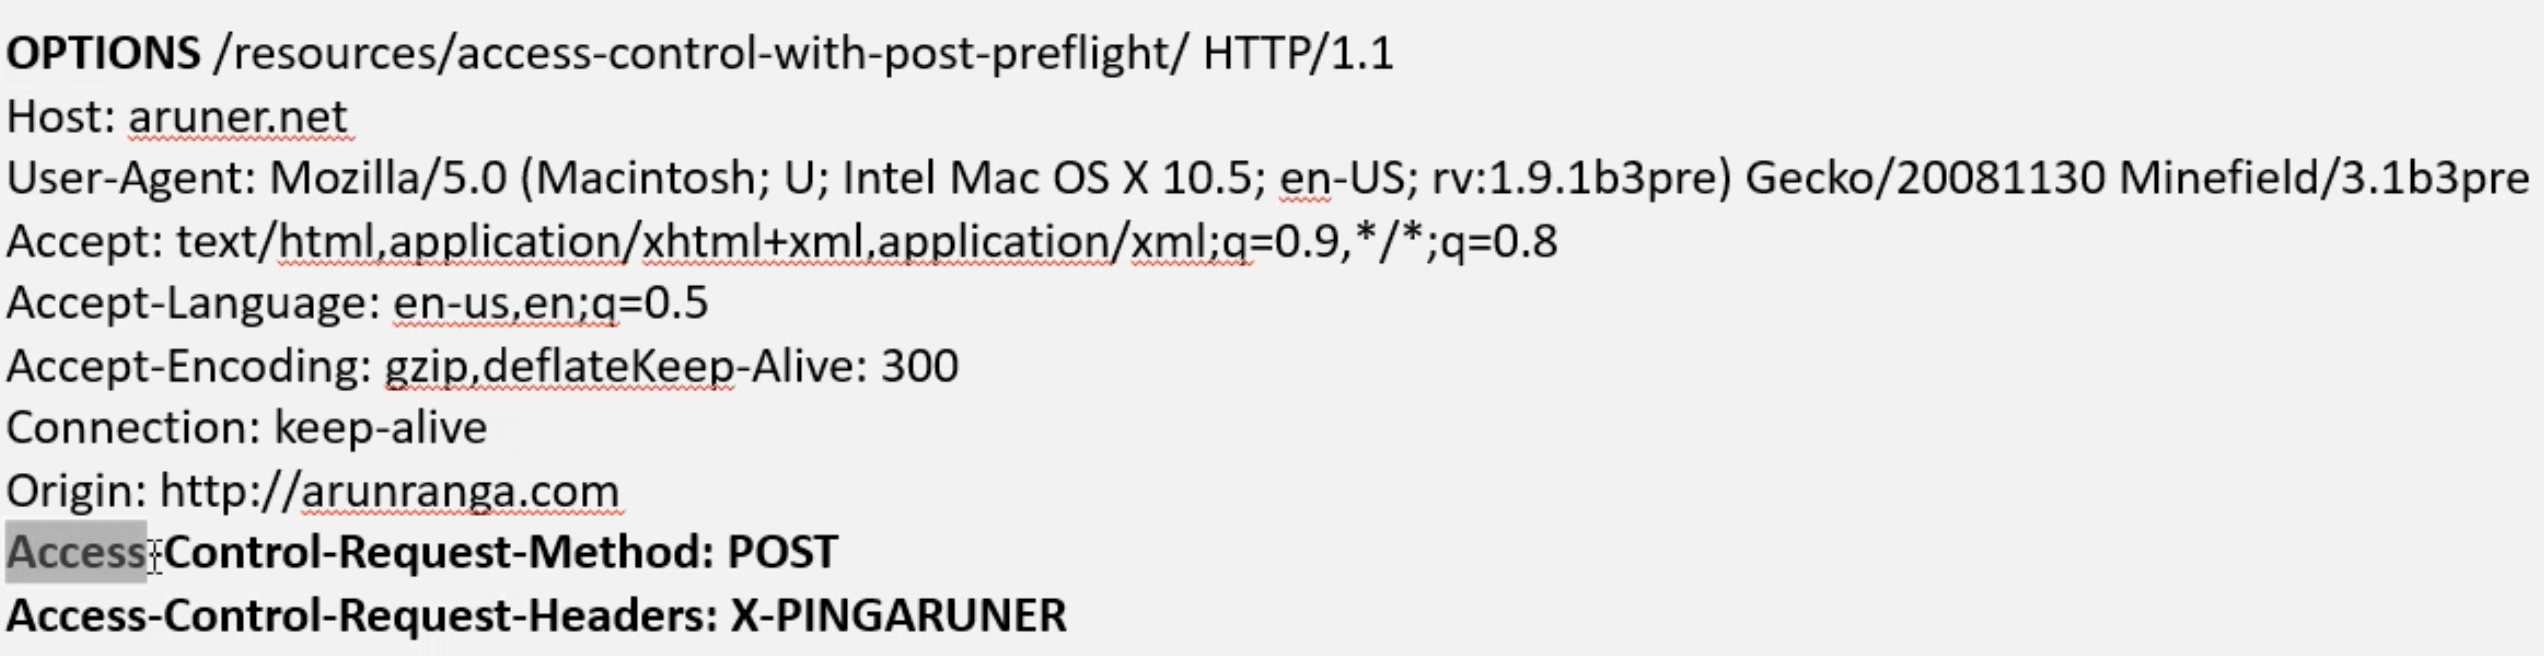 OPTIONS /resources/access-control-with-post-preflight/ HTTP/1.1
Host: aruner.net
User-Agent: Mozilla/5.0 (Macintosh; U; Intel Mac OS X 10.5; en-US; rv:1.9.1b3pre) Gecko/20081130 Minefield/3.1b3pre
Accept: text/html,application/xhtml+xml,application/xml;q=0.9,*/*;q=0.8
Accept-Language: en-us,en;q=0.5
Accept-Encoding: gzip,deflateKeep-Alive: 300
Connection: keep-alive
Origin: http://arunranga.com
Access-Control-Request-Method: POST
Access-Control-Request-Headers: X-PINGARUNER